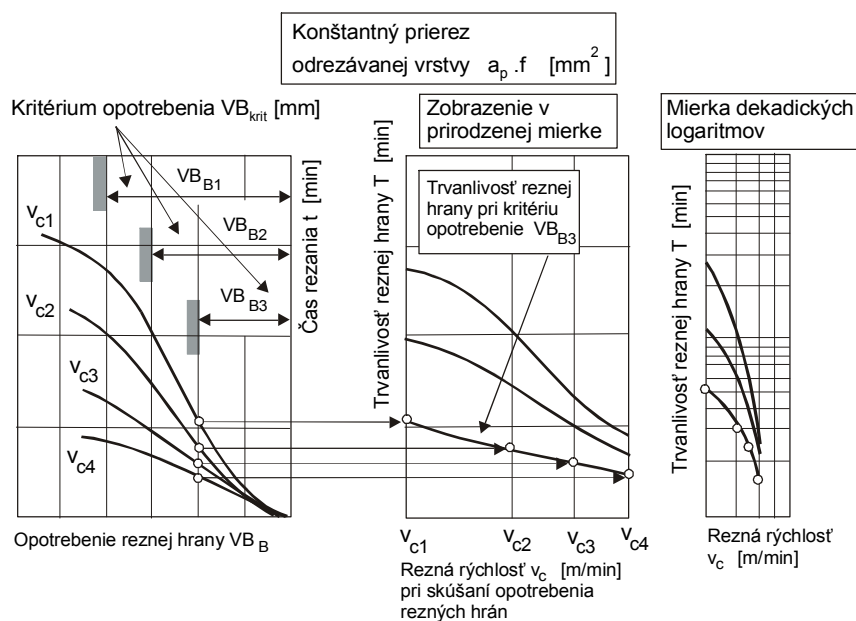 Konštantný prierez
odrezávanej vrstvy a_p .f [mm^2 ]
Kritérium opotrebenia VB_krit [mm]
Zobrazenie v
prirodzenej mierke
Mierka dekadických
logaritmov
VB_B1
VB_B2
VB_B3
v_c1
v_c2
v_c3
v_c4
Čas rezania t [min]
Opotrebenie reznej hrany VB_B
Trvanlivosť reznej hrany T [min]
Trvanlivosť reznej
hrany pri kritériu
opotrebenie VB_B3
v_c1 v_c2 v_c3 v_c4
Rezná rýchlosť v_c [m/min]
pri skúšaní opotrebenia
rezných hrán
Trvanlivosť reznej hrany T [min]
Rezná rýchlosť
v_c [m/min]